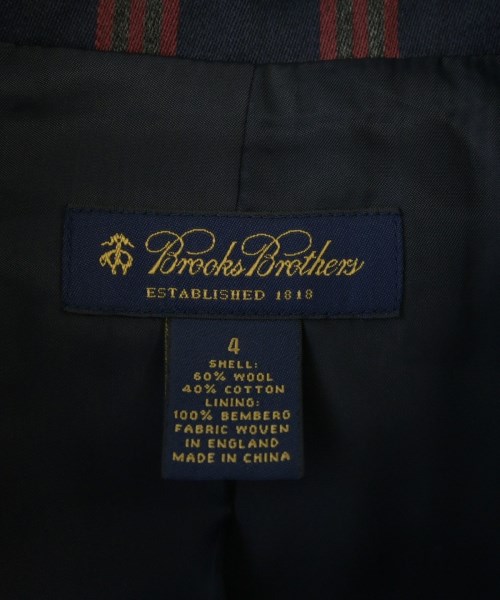 Brooks Brothers
ESTABLISHED 1818
4
SHELL:
60% WOOL
40% COTTON
LINING:
100% BEMBERG
FABRIC WOVEN
IN ENGLAND
MADE IN CHINA